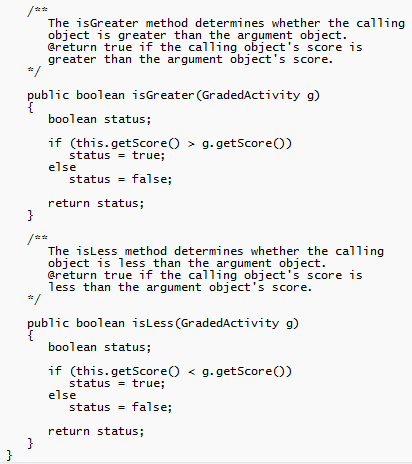 /**
The isGreater method determines whether the calling
object is greater than the argument object.
@return true if the calling object's score is
greater than the argument object's score.
*/
public boolean isGreater(GradedActivity g)
{
boolean status;
if (this.getScore() > g.getScore())
status = true;
else
status = false;
return status;
}
/**
The isLess method determines whether the calling
object is less than the argument object.
@return true if the calling object's score is
less than the argument object's score.
*/
public boolean isLess(GradedActivity g)
{
boolean status;
if (this.getScore() < g.getScore())
status = true;
else
status = false;
return status;
}
}